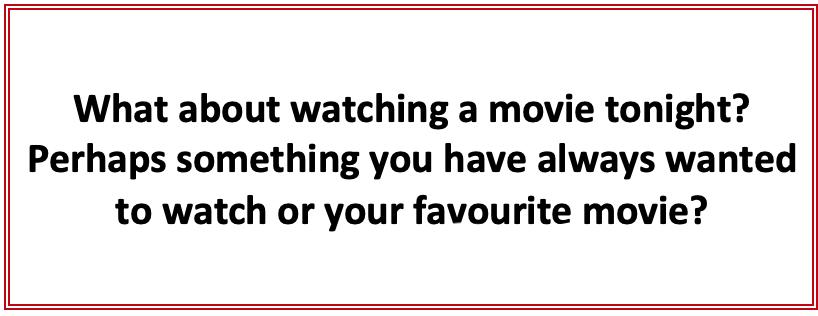 What about watching a movie tonight?
Perhaps something you have always wanted
to watch or your favourite movie?